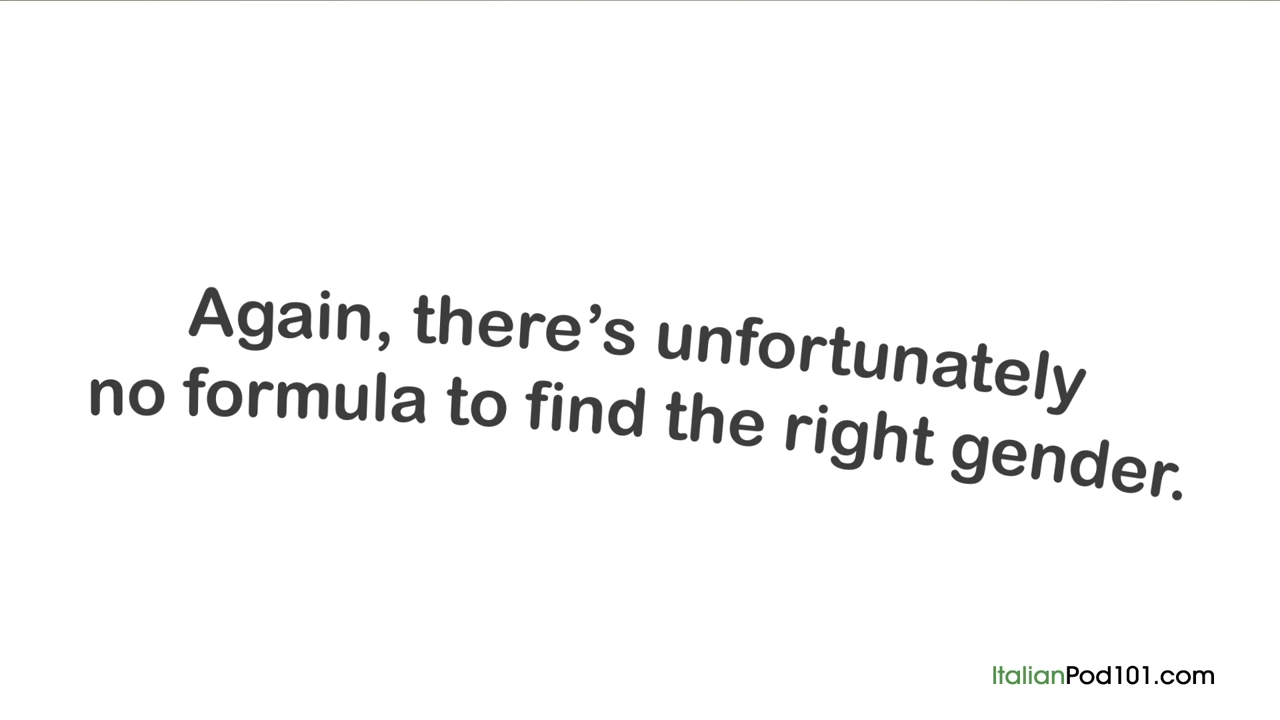 Again, there’s unfortunately
no formula to find the right gender.
ItalianPod101.com